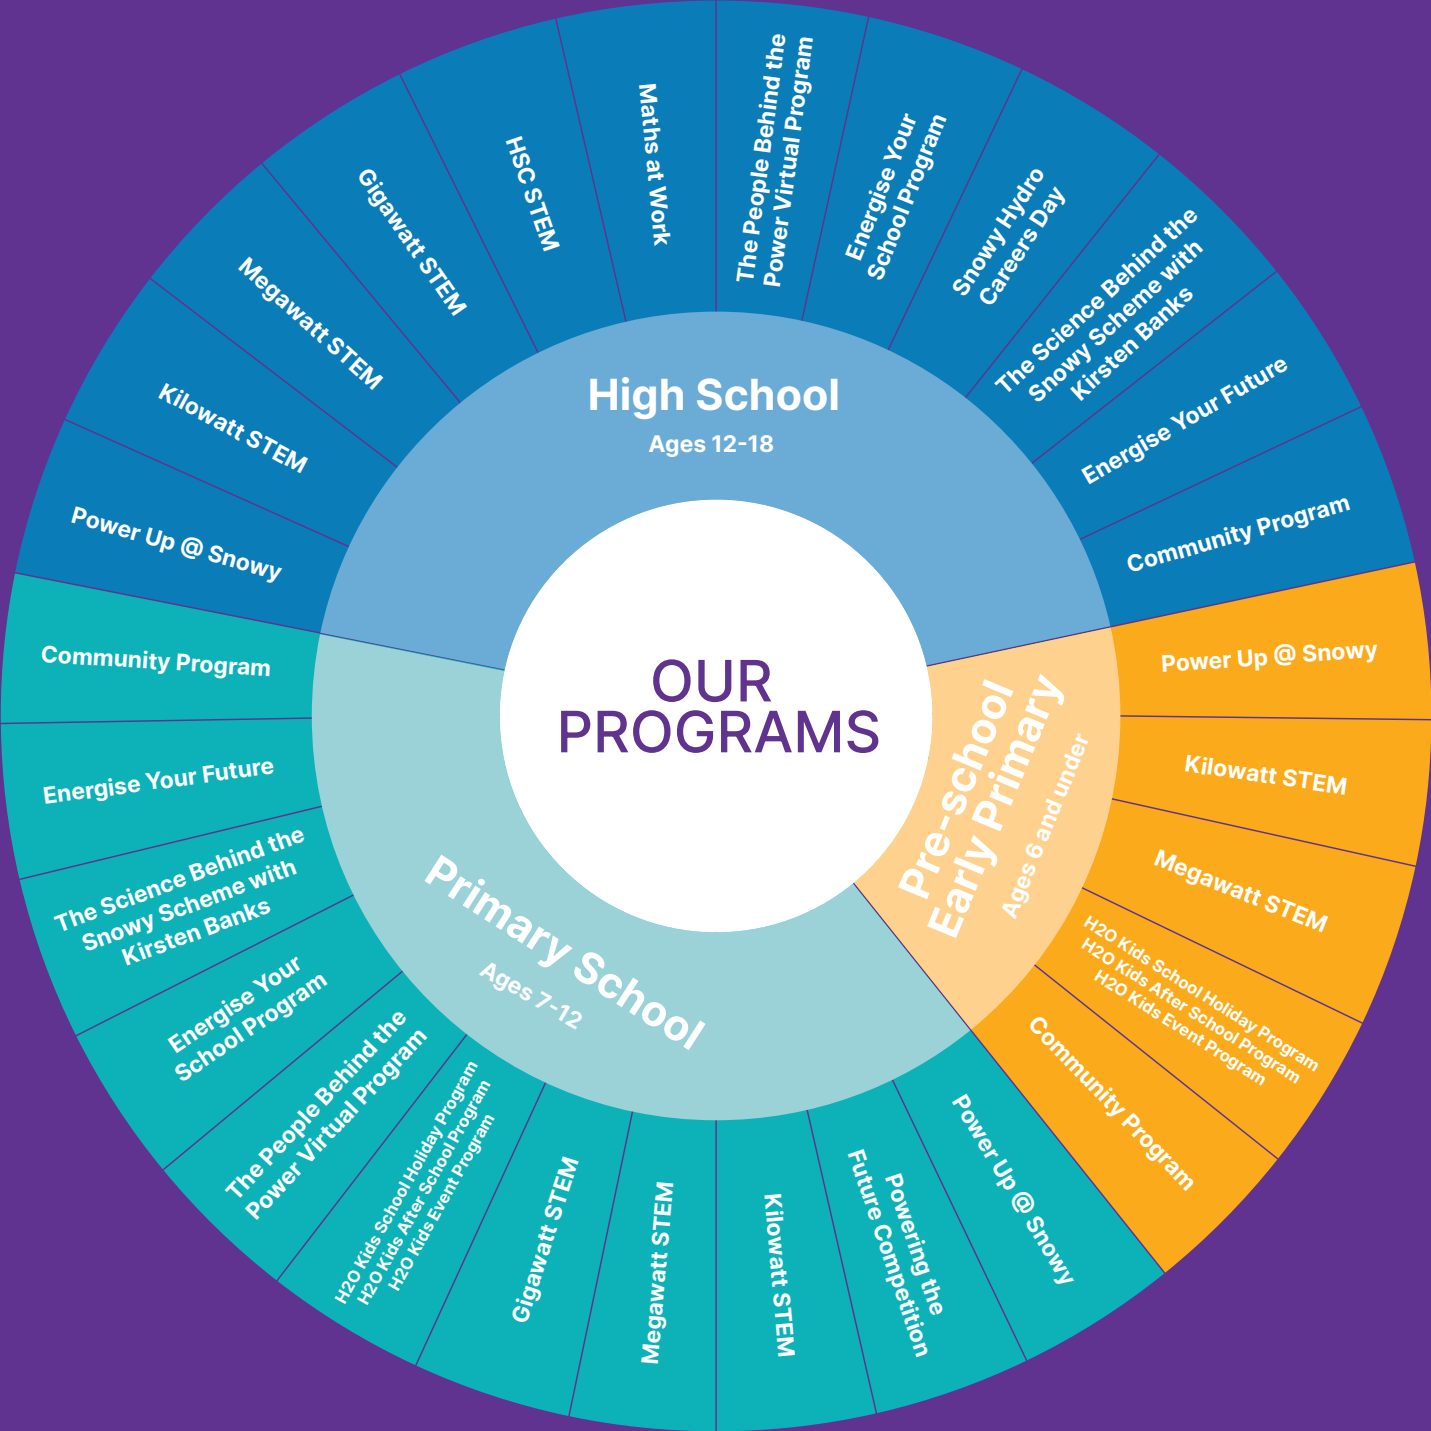 OUR
PROGRAMS
High School
Ages 12-18
Power Up @ Snowy
Kilowatt STEM
Megawatt STEM
Gigawatt STEM
HSC STEM
Maths at Work
The People Behind the
Power Virtual Program
Energise Your
School Program
Snowy Hydro
Careers Day
The Science Behind the
Snowy Scheme with
Kirsten Banks
Energise Your Future
Community Program
Pre-school
Early Primary
Ages 6 and under
Power Up @ Snowy
Kilowatt STEM
Megawatt STEM
H2O Kids School Holiday Program
H2O Kids After School Program
H2O Kids Event Program
Community Program
Primary School
Ages 7-12
Power Up @ Snowy
Powering the
Future Competition
Kilowatt STEM
Megawatt STEM
Gigawatt STEM
H2O Kids School Holiday Program
H2O Kids After School Program
H2O Kids Event Program
The People Behind the
Power Virtual Program
Energise Your
School Program
The Science Behind the
Snowy Scheme with
Kirsten Banks
Energise Your Future
Community Program